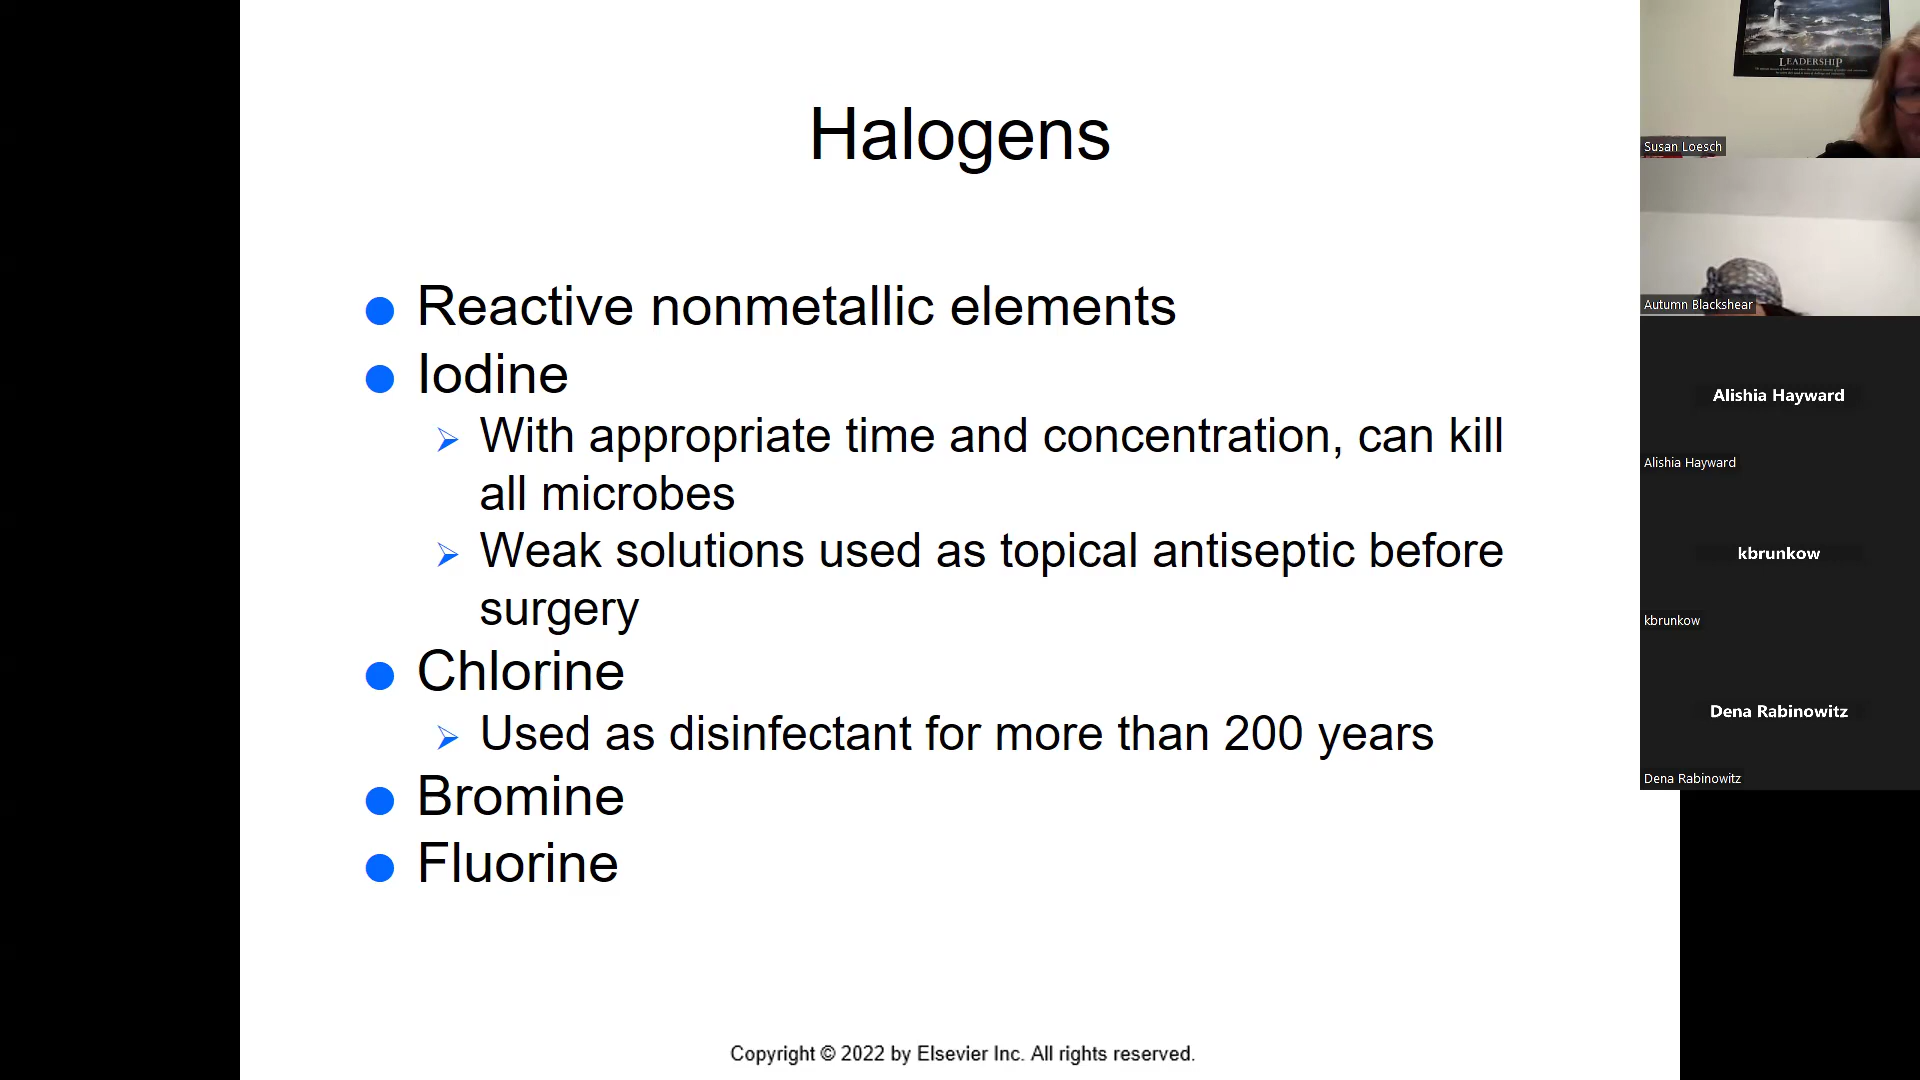 Halogens
Reactive nonmetallic elements
Iodine
With appropriate time and concentration, can kill
all microbes
Weak solutions used as topical antiseptic before
surgery
Chlorine
Used as disinfectant for more than 200 years
Bromine
Fluorine
Copyright © 2022 by Elsevier Inc. All rights reserved.
LEADERSHIP
Susan Loesch
Autumn Blackshear
Alishia Hayward
Alishia Hayward
kbrunkow
kbrunkow
Dena Rabinowitz
Dena Rabinowitz